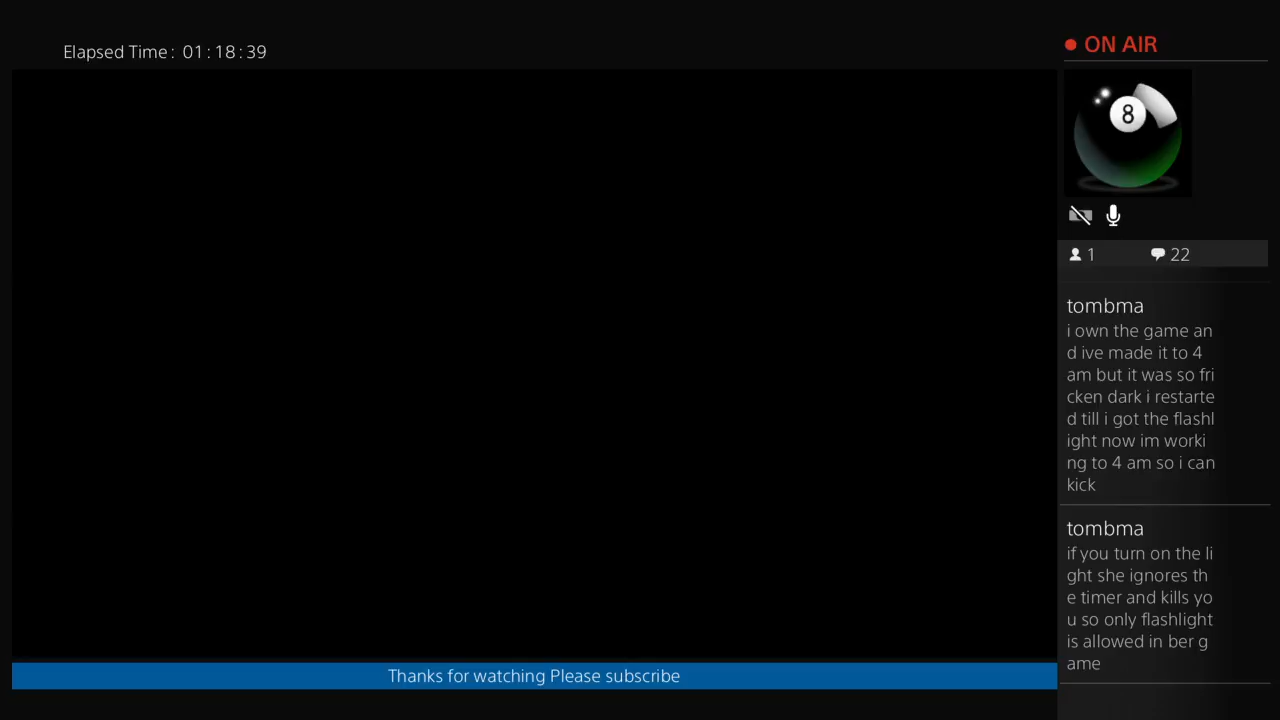 Elapsed Time: 01:18:39
ON AIR
8
1 22
tombma
i own the game an
d ive made it to 4
am but it was so fri
cken dark i restarte
d till i got the flashl
ight now im worki
ng to 4 am so i can
kick
tombma
if you turn on the li
ght she ignores th
e timer and kills yo
u so only flashlight
is allowed in ber g
ame
Thanks for watching Please subscribe